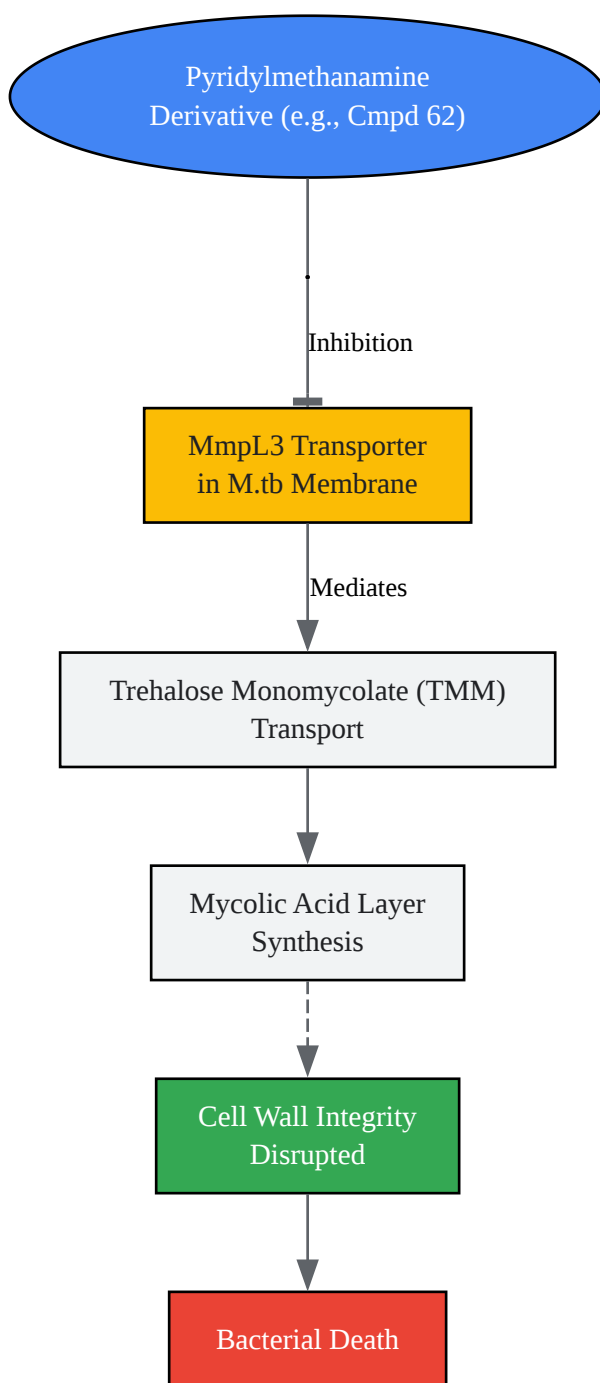 Pyridylmethanamine
Derivative (e.g., Cmpd 62)
Inhibition
MmpL3 Transporter
in M.tb Membrane
Mediates
Trehalose Monomycolate (TMM)
Transport
Mycolic Acid Layer
Synthesis
Cell Wall Integrity
Disrupted
Bacterial Death